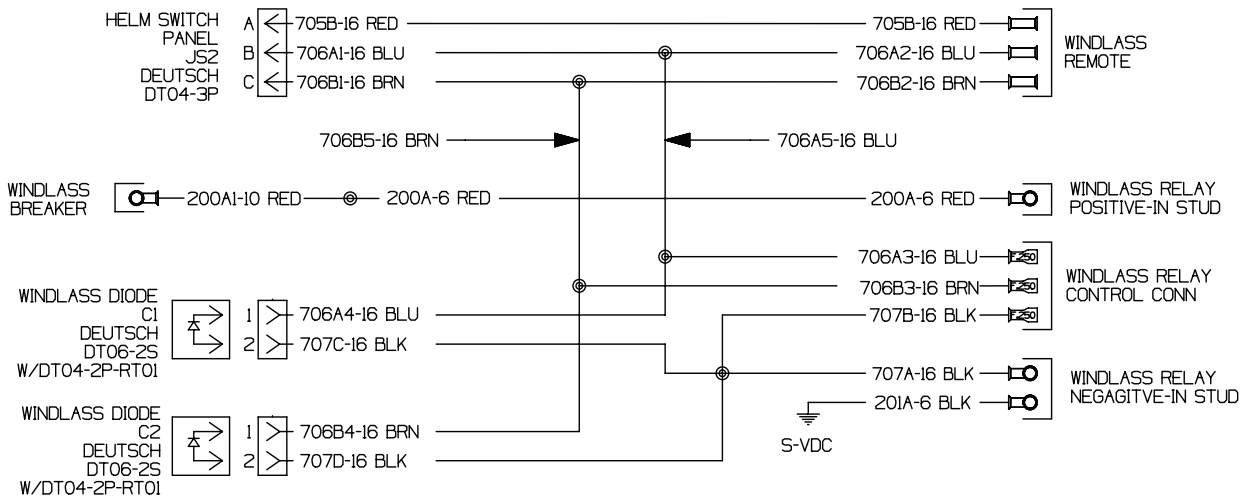 HELM SWITCH
PANEL
JS2
DEUTSCH
DT04-3P
A
B
C
705B-16 RED
705B-16 RED
706A1-16 BLU
706A2-16 BLU
706B1-16 BRN
706B2-16 BRN
WINDLASS
REMOTE
706B5-16 BRN
706A5-16 BLU
WINDLASS
BREAKER
200A1-10 RED
200A-6 RED
200A-6 RED
WINDLASS RELAY
POSITIVE-IN STUD
706A3-16 BLU
F.250
706B3-16 BRN
F.250
707B-16 BLK
F.250
WINDLASS RELAY
CONTROL CONN
WINDLASS DIODE
C1
DEUTSCH
DT06-2S
W/DT04-2P-RT01
1
2
706A4-16 BLU
707C-16 BLK
707A-16 BLK
201A-6 BLK
WINDLASS RELAY
NEGAGITVE-IN STUD
S-VDC
WINDLASS DIODE
C2
DEUTSCH
DT06-2S
W/DT04-2P-RT01
1
2
706B4-16 BRN
707D-16 BLK